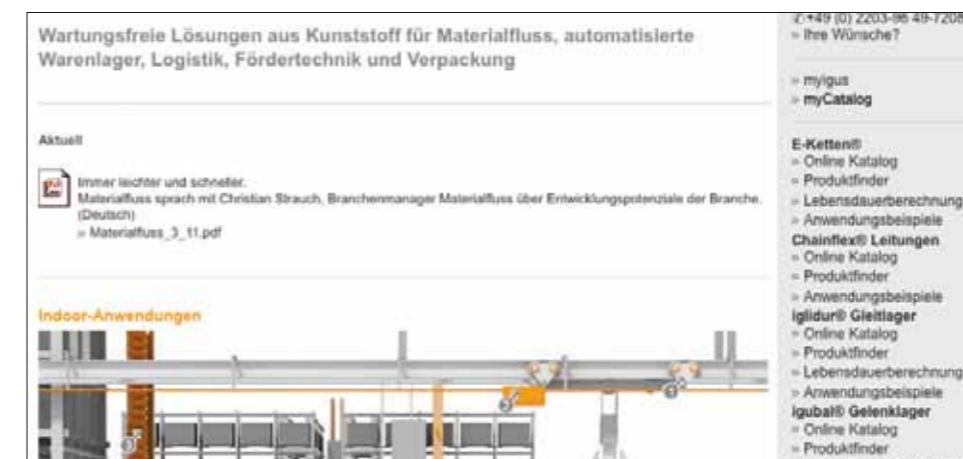 Wartungsfreie Lösungen aus Kunststoff für Materialfluss, automatisierte
Warenlager, Logistik, Fördertechnik und Verpackung
Aktuell
Immer leichter und schneller.
Materialfluss sprach mit Christian Strauch, Branchenmanager Materialfluss über Entwicklungspotenziale der Branche.
(Deutsch)
» Materialfluss_3_11.pdf
Indoor-Anwendungen
✆ +49 (0) 2203-96 49-7208
» Ihre Wünsche?
» myigus
» myCatalog
E-Ketten®
» Online Katalog
» Produktfinder
» Lebensdauerberechnung
» Anwendungsbeispiele
Chainflex® Leitungen
» Online Katalog
» Produktfinder
» Anwendungsbeispiele
iglidur® Gleitlager
» Online Katalog
» Produktfinder
» Lebensdauerberechnung
» Anwendungsbeispiele
igubal® Gelenklager
» Online Katalog
» Produktfinder